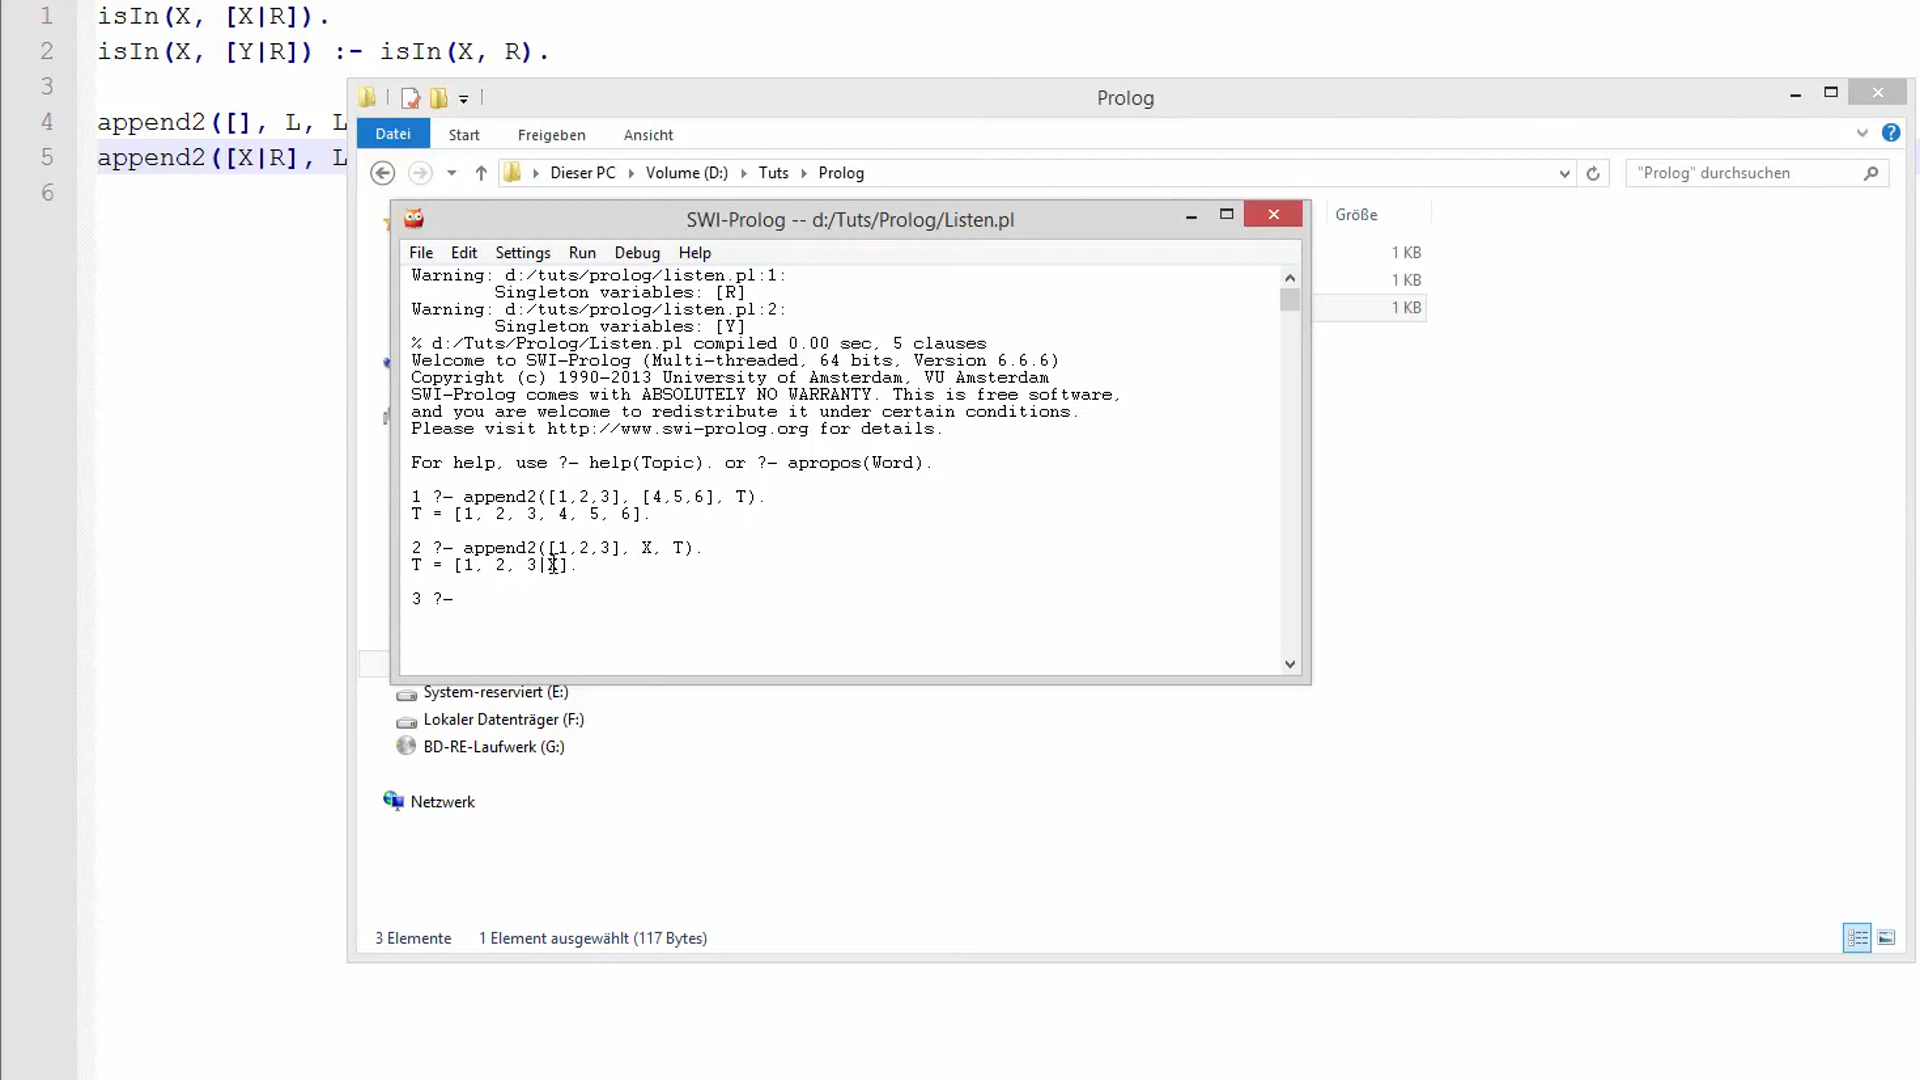 1 isIn(X, [X|R]).
2 isIn(X, [Y|R]) :- isIn(X, R).
3
4 append2([], L, L
5 append2([X|R], L
6
Prolog
Datei Start Freigeben Ansicht
Dieser PC Volume (D:) Tuts Prolog
"Prolog" durchsuchen
Größe
1 KB
1 KB
1 KB
SWI-Prolog -- d:/Tuts/Prolog/Listen.pl
File Edit Settings Run Debug Help
Warning: d:/tuts/prolog/listen.pl:1:
Singleton variables: [R]
Warning: d:/tuts/prolog/listen.pl:2:
Singleton variables: [Y]
% d:/Tuts/Prolog/Listen.pl compiled 0.00 sec, 5 clauses
Welcome to SWI-Prolog (Multi-threaded, 64 bits, Version 6.6.6)
Copyright (c) 1990-2013 University of Amsterdam, VU Amsterdam
SWI-Prolog comes with ABSOLUTELY NO WARRANTY. This is free software,
and you are welcome to redistribute it under certain conditions.
Please visit http://www.swi-prolog.org for details.
For help, use ?- help(Topic). or ?- apropos(Word).
1 ?- append2([1,2,3], [4,5,6], T).
T = [1, 2, 3, 4, 5, 6].
2 ?- append2([1,2,3], X, T).
T = [1, 2, 3|X].
3 ?-
System-reserviert (E:)
Lokaler Datenträger (F:)
BD-RE-Laufwerk (G:)
Netzwerk
3 Elemente 1 Element ausgewählt (117 Bytes)